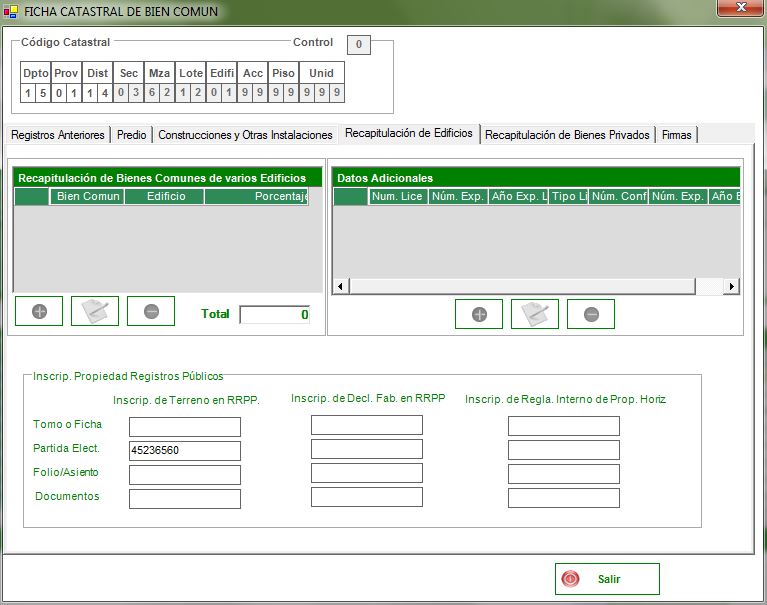 FICHA CATASTRAL DE BIEN COMUN
Código Catastral Control 0
Dpto Prov Dist Sec Mza Lote Edifi Acc Piso Unid
1 5 0 1 1 4 0 3 6 2 1 2 0 1 9 9 9 9 9 9 9
Registros Anteriores Predio Construcciones y Otras Instalaciones Recapitulación de Edificios Recapitulación de Bienes Privados Firmas
Recapitulación de Bienes Comunes de varios Edificios
Bien Comun Edificio Porcentaje
Total 0
Datos Adicionales
Num. Lice Núm. Exp. Año Exp. L Tipo Li Núm. Conf Núm. Exp. Año E
Inscrip. Propiedad Registros Públicos
Inscrip. de Terreno en RRPP. Inscrip. de Decl. Fab. en RRPP Inscrip. de Regla. Interno de Prop. Horiz
Tomo o Ficha
Partida Elect. 45236560
Folio/Asiento
Documentos
Salir